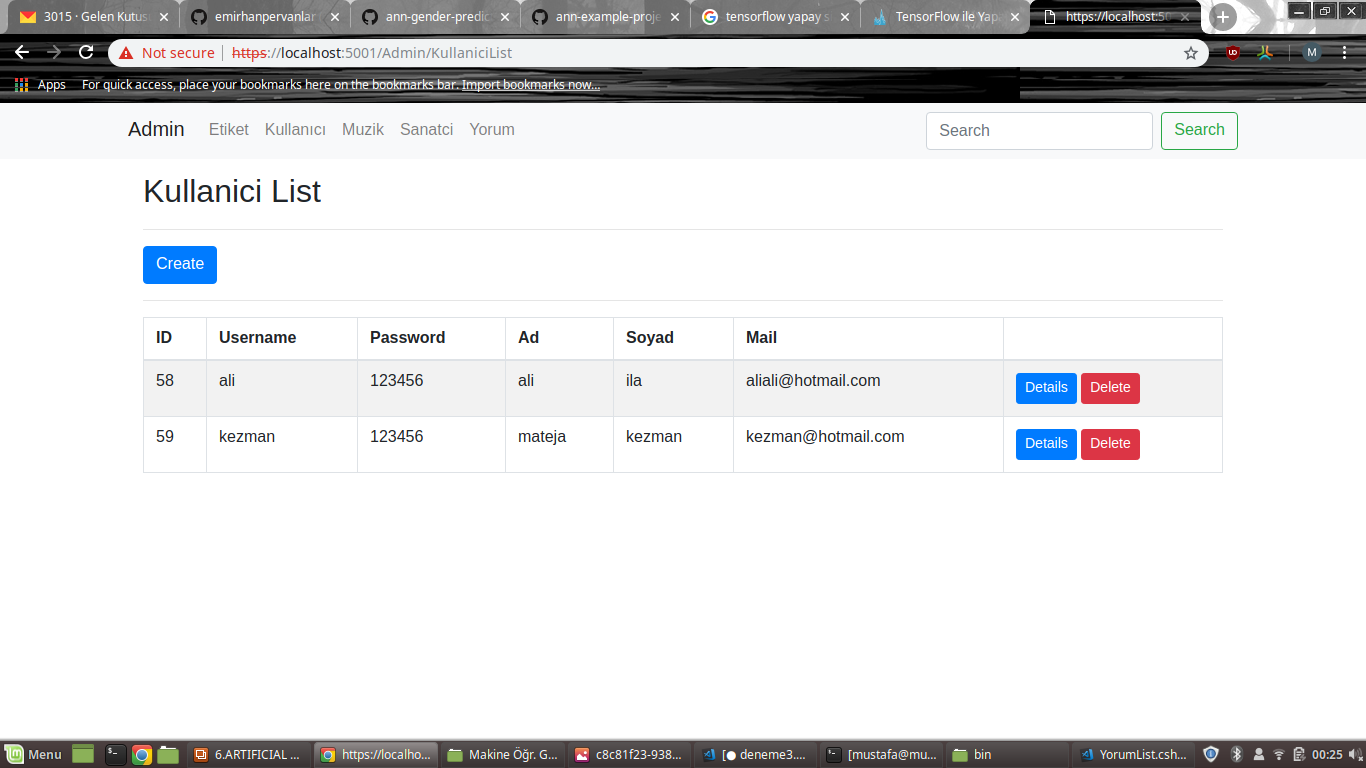 3015 · Gelen Kutus
emirhanpervanlar
ann-gender-predic
ann-example-proje
tensorflow yapay s
TensorFlow ile Yap
https://localhost:50
Not secure https://localhost:5001/Admin/KullaniciList M
Apps For quick access, place your bookmarks here on the bookmarks bar. Import bookmarks now...
Admin Etiket Kullanıcı Muzik Sanatci Yorum Search Search
Kullanici List
Create
ID Username Password Ad Soyad Mail
58 ali 123456 ali ila aliali@hotmail.com Details Delete
59 kezman 123456 mateja kezman kezman@hotmail.com Details Delete
Menu 6.ARTIFICIAL ... https://localho... Makine Öğr. G... c8c81f23-938... [● deneme3.... [mustafa@mu... bin YorumList.csh... 00:25